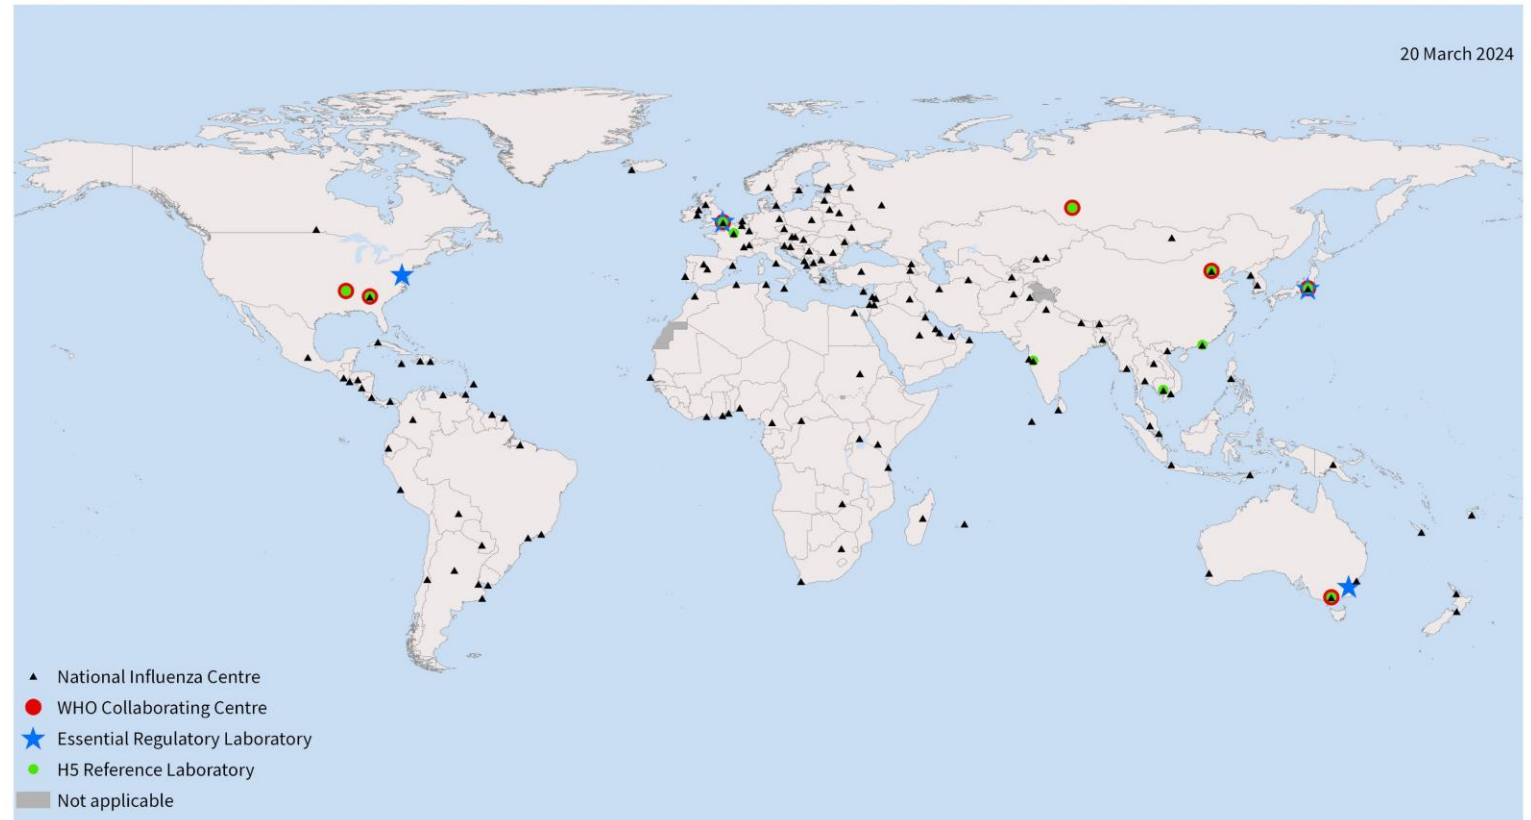 20 March 2024
National Influenza Centre
WHO Collaborating Centre
Essential Regulatory Laboratory
H5 Reference Laboratory
Not applicable